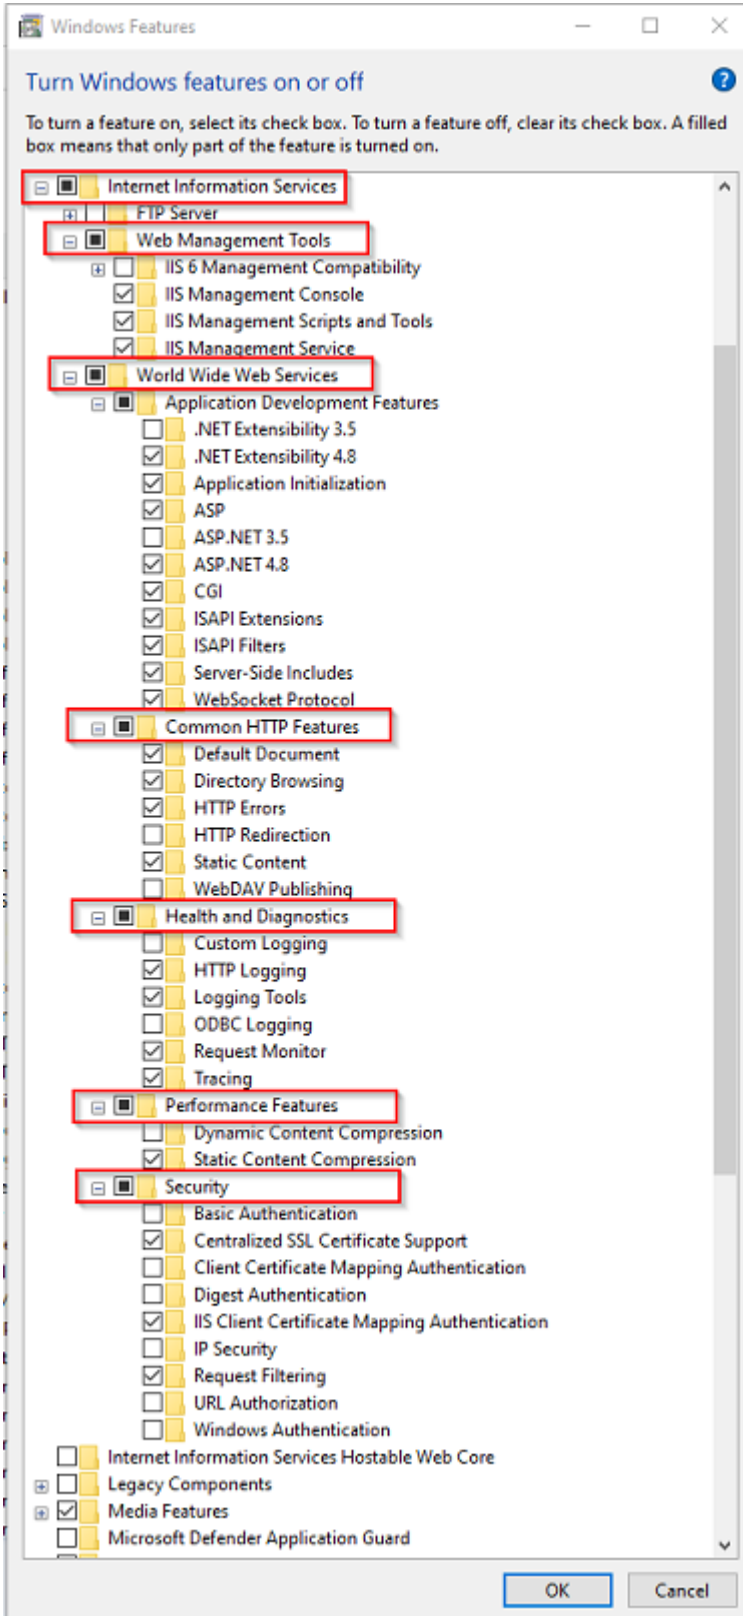 Windows Features
Turn Windows features on or off
To turn a feature on, select its check box. To turn a feature off, clear its check box. A filled
box means that only part of the feature is turned on.
Internet Information Services
FTP Server
Web Management Tools
IIS 6 Management Compatibility
IIS Management Console
IIS Management Scripts and Tools
IIS Management Service
World Wide Web Services
Application Development Features
.NET Extensibility 3.5
.NET Extensibility 4.8
Application Initialization
ASP
ASP.NET 3.5
ASP.NET 4.8
CGI
ISAPI Extensions
ISAPI Filters
Server-Side Includes
WebSocket Protocol
Common HTTP Features
Default Document
Directory Browsing
HTTP Errors
HTTP Redirection
Static Content
WebDAV Publishing
Health and Diagnostics
Custom Logging
HTTP Logging
Logging Tools
ODBC Logging
Request Monitor
Tracing
Performance Features
Dynamic Content Compression
Static Content Compression
Security
Basic Authentication
Centralized SSL Certificate Support
Client Certificate Mapping Authentication
Digest Authentication
IIS Client Certificate Mapping Authentication
IP Security
Request Filtering
URL Authorization
Windows Authentication
Internet Information Services Hostable Web Core
Legacy Components
Media Features
Microsoft Defender Application Guard
OK Cancel